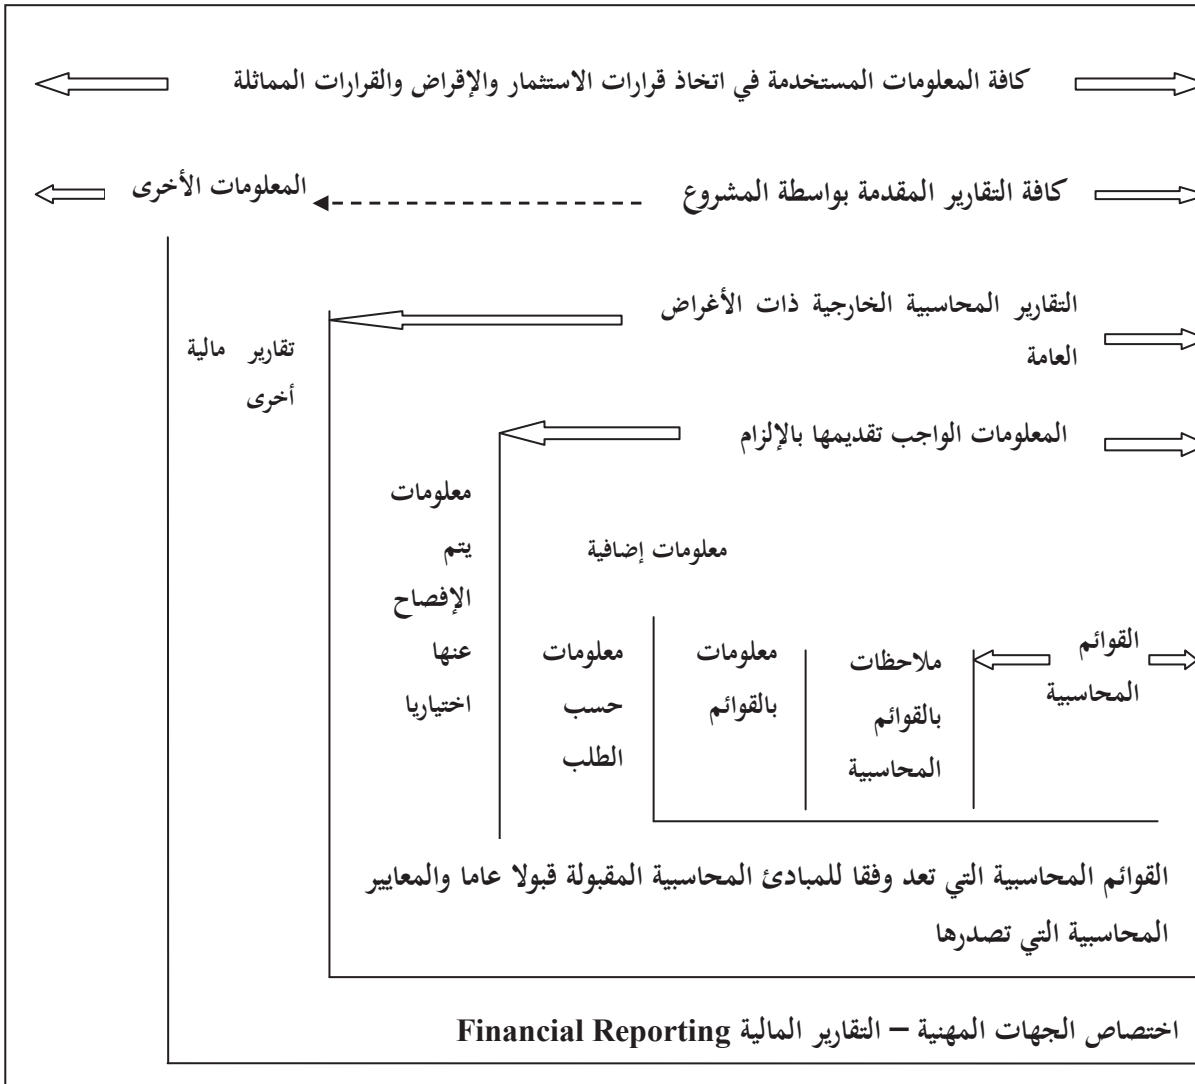 كافة المعلومات المستخدمة في اتخاذ قرارات الاستثمار والإقراض والقرارات المماثلة
كافة التقارير المقدمة بواسطة المشروع
المعلومات الأخرى
التقارير المحاسبية الخارجية ذات الأغراض
العامة
تقارير مالية
أخرى
المعلومات الواجب تقديمها بالإلزام
معلومات
يتم
الإفصاح
عنها
اختياريا
معلومات إضافية
القوائم
المحاسبية
ملاحظات
بالقوائم
المحاسبية
معلومات
بالقوائم
معلومات
حسب
الطلب
القوائم المحاسبية التي تعد وفقا للمبادئ المحاسبية المقبولة قبولا عاما والمعايير
المحاسبية التي تصدرها
اختصاص الجهات المهنية – التقارير المالية Financial Reporting